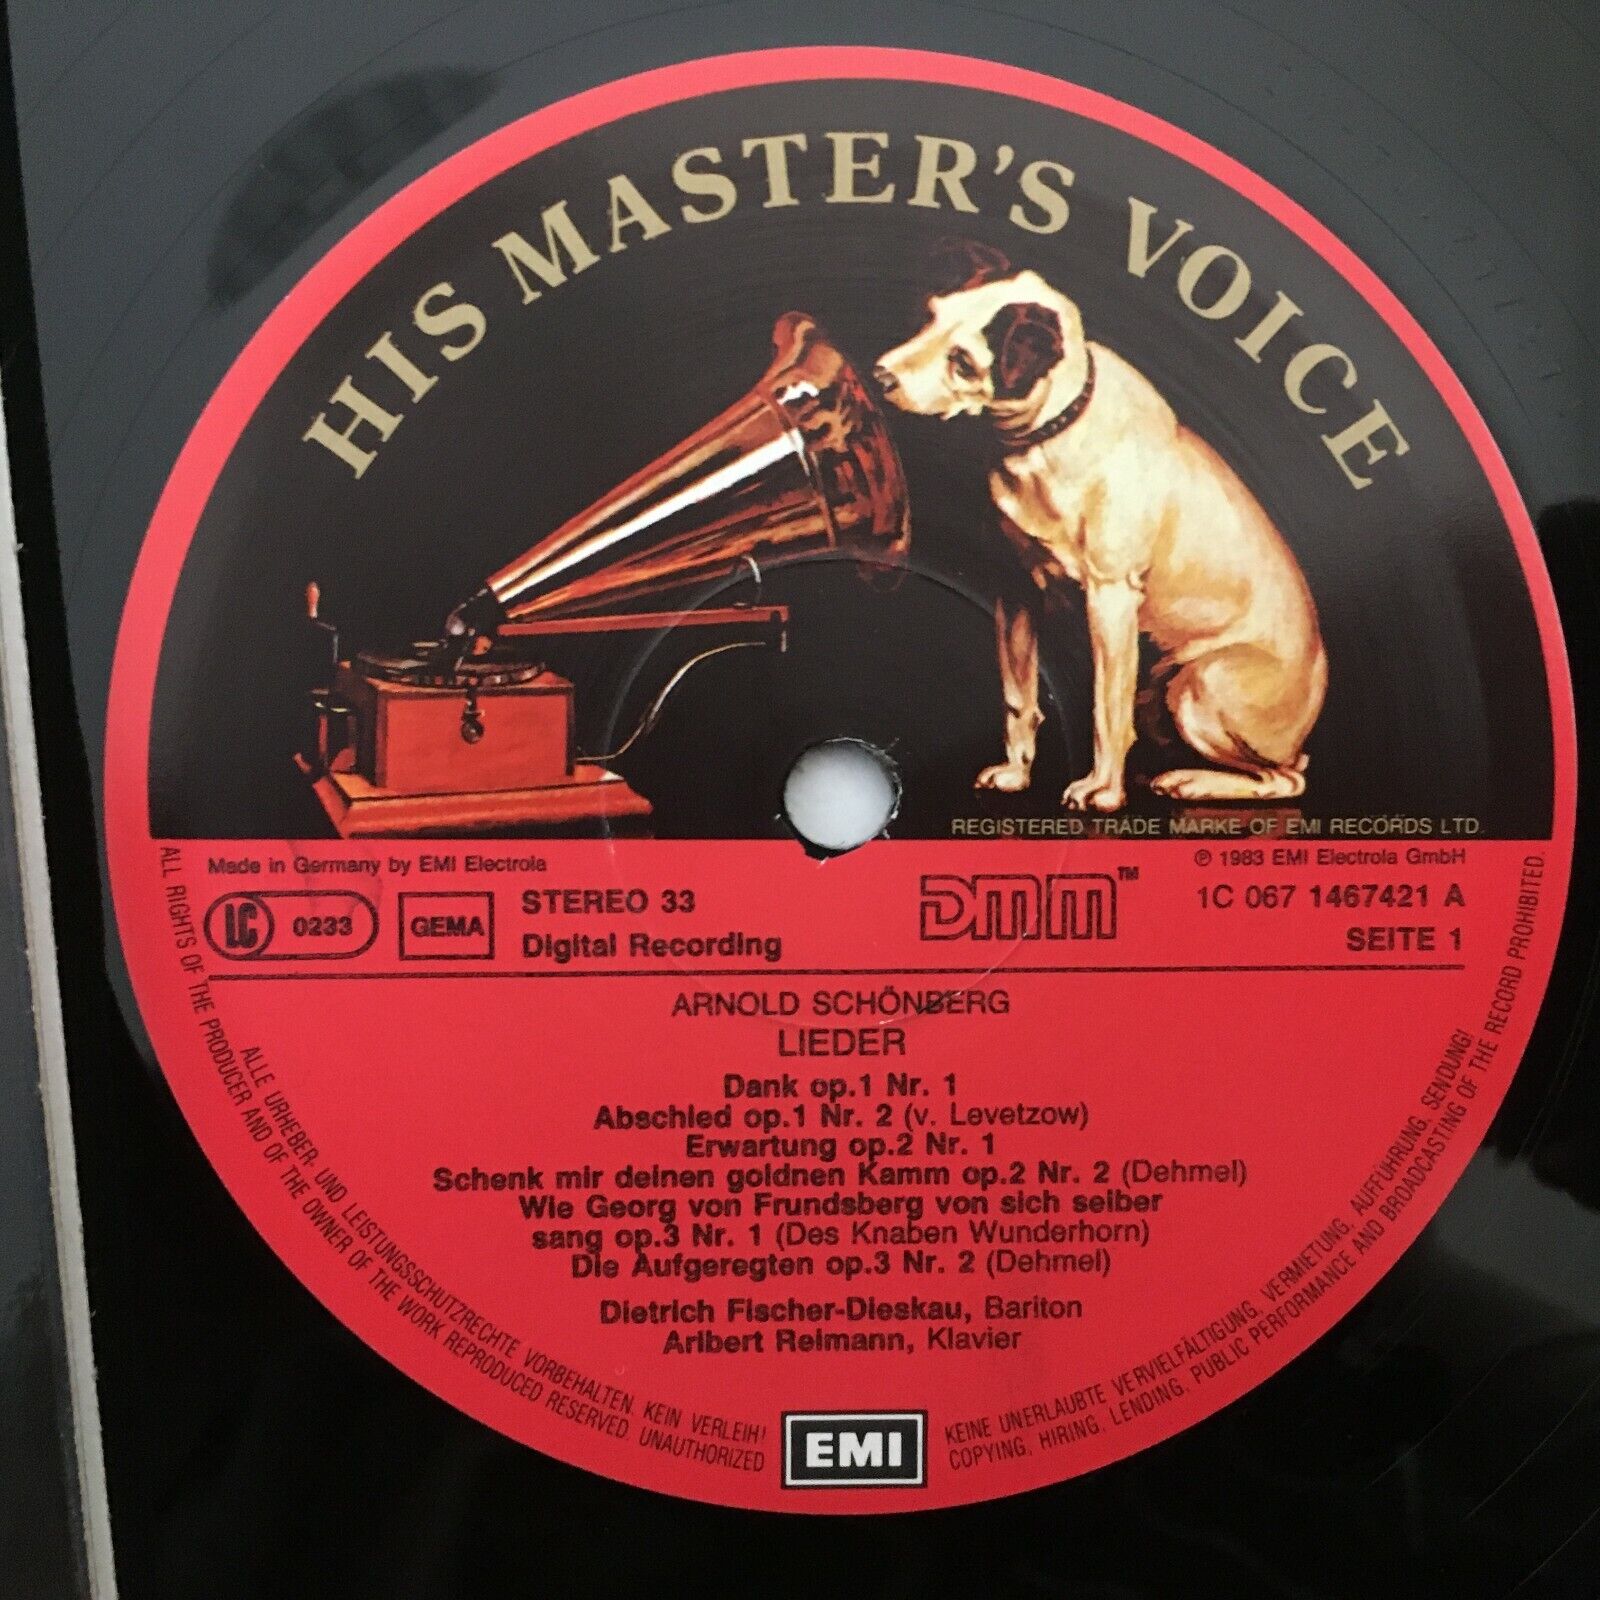 HIS MASTER'S VOICE
REGISTERED TRADE MARKE OF EMI RECORDS LTD.
Made in Germany by EMI Electrola
℗ 1983 EMI Electrola GmbH
LC 0233
GEMA
STEREO 33
Digital Recording
DMM™
1C 067 1467421 A
SEITE 1
ARNOLD SCHÖNBERG
LIEDER
Dank op.1 Nr. 1
Abschied op.1 Nr. 2 (v. Levetzow)
Erwartung op.2 Nr. 1
Schenk mir deinen goldnen Kamm op.2 Nr. 2 (Dehmel)
Wie Georg von Frundsberg von sich selber
sang op.3 Nr. 1 (Des Knaben Wunderhorn)
Die Aufgeregten op.3 Nr. 2 (Dehmel)
Dietrich Fischer-Dieskau, Bariton
Aribert Reimann, Klavier
ALLE URHEBER- UND LEISTUNGSSCHUTZRECHTE VORBEHALTEN. KEIN VERLEIH! KEINE UNERLAUBTE VERVIELFÄLTIGUNG, VERMIETUNG, AUFFÜHRUNG, SENDUNG!
ALL RIGHTS OF THE PRODUCER AND OF THE OWNER OF THE WORK REPRODUCED RESERVED. UNAUTHORIZED COPYING, HIRING, LENDING, PUBLIC PERFORMANCE AND BROADCASTING OF THE RECORD PROHIBITED.
EMI